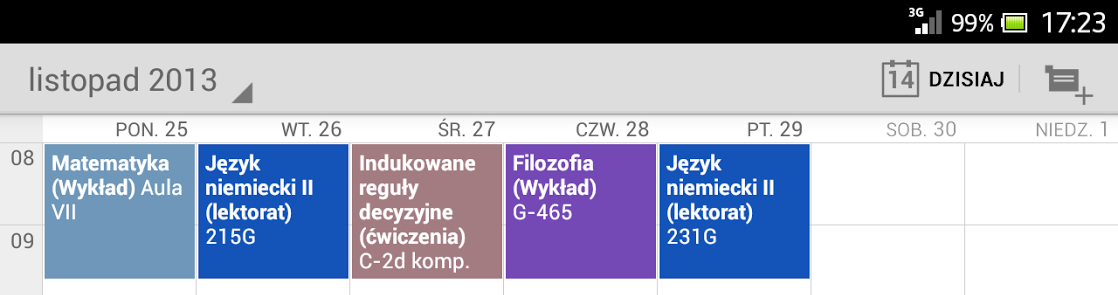 3G 99% 17:23
listopad 2013 14 DZISIAJ
PON. 25 WT. 26 ŚR. 27 CZW. 28 PT. 29 SOB. 30 NIEDZ. 1
08
09
Matematyka
(Wykład) Aula
VII
Język
niemiecki II
(lektorat)
215G
Indukowane
reguły
decyzyjne
(ćwiczenia)
C-2d komp.
Filozofia
(Wykład)
G-465
Język
niemiecki II
(lektorat)
231G